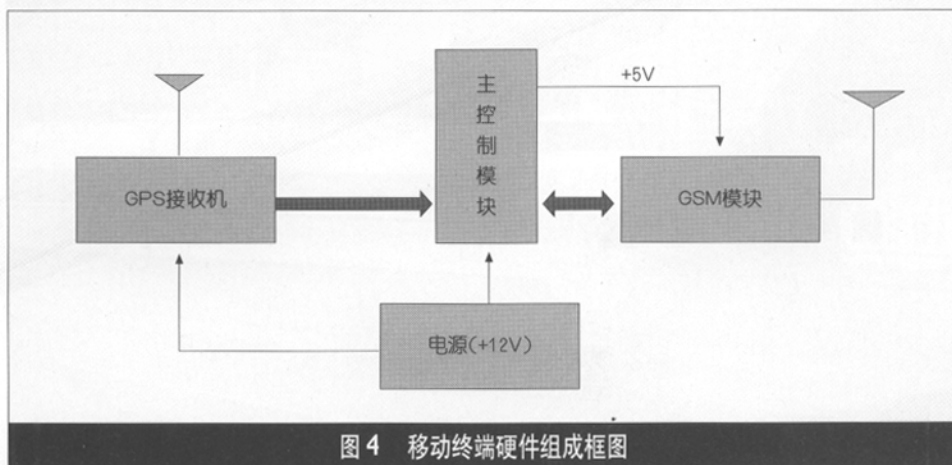 主控制模块
+5V
GPS接收机
GSM模块
电源(+12V)
图4 移动终端硬件组成框图